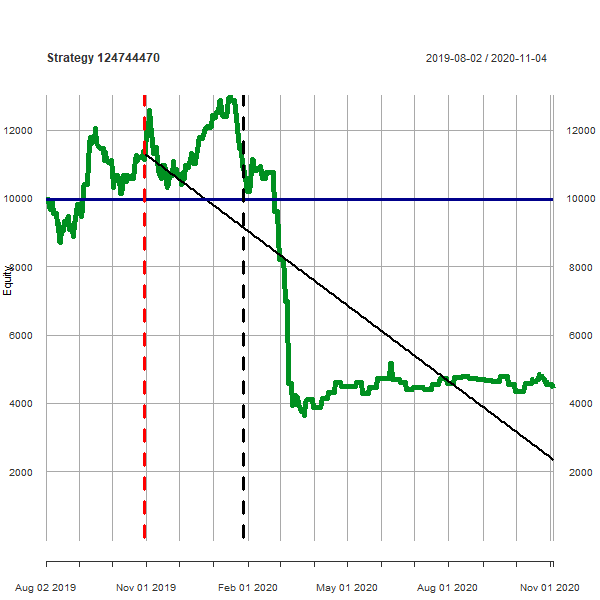 Strategy 124744470
2019-08-02 / 2020-11-04
12000
12000
10000
10000
8000
8000
Equity
6000
6000
4000
4000
2000
2000
Aug 02 2019
Nov 01 2019
Feb 01 2020
May 01 2020
Aug 01 2020
Nov 01 2020